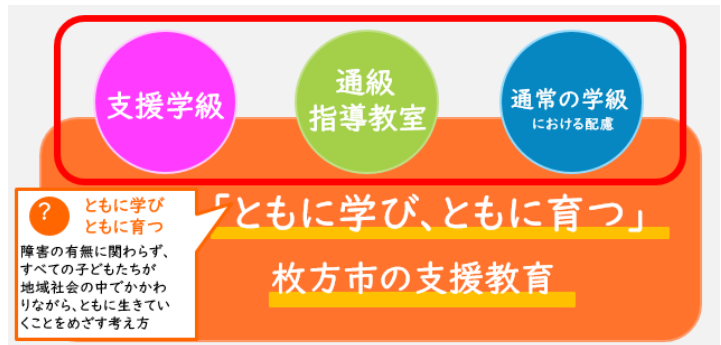 支援学級
通級
指導教室
通常の学級
における配慮
「ともに学び、ともに育つ」
枚方市の支援教育
?
ともに学び
ともに育つ
障害の有無に関わらず、
すべての子どもたちが
地域社会の中でかかわ
りながら、ともに生きてい
くことをめざす考え方